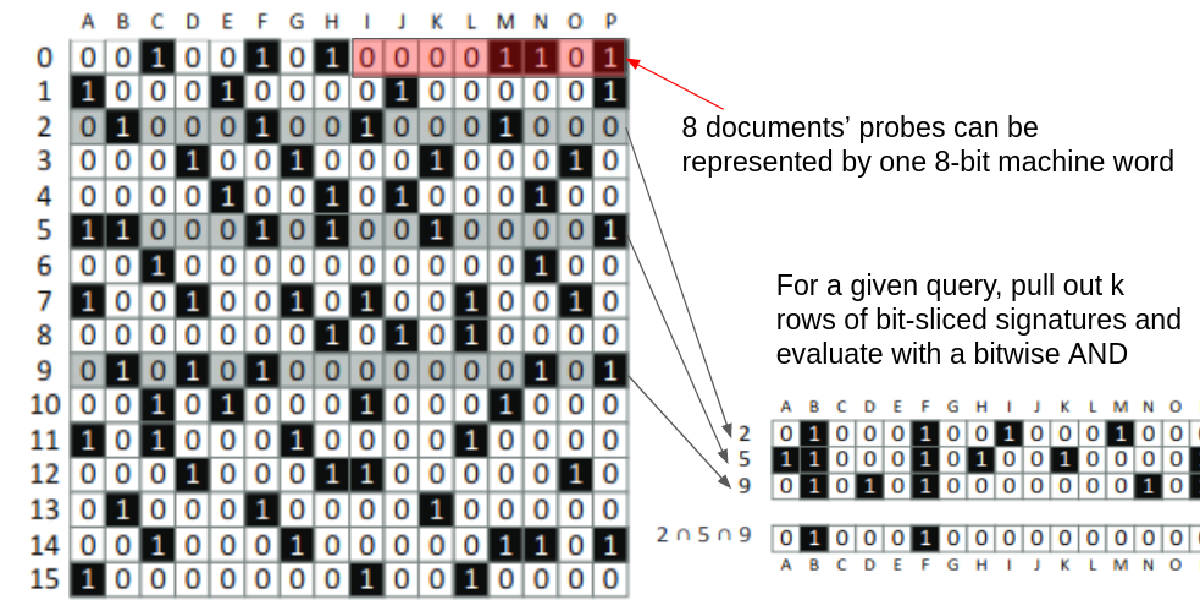 A B C D E F G H I J K L M N O P
0 0 0 1 0 0 1 0 1 0 0 0 0 1 1 0 1
1 1 0 0 0 1 0 0 0 0 1 0 0 0 0 0 1
2 0 1 0 0 0 1 0 0 1 0 0 0 1 0 0 0
8 documents’ probes can be
represented by one 8-bit machine word
3 0 0 0 1 0 0 1 0 0 0 1 0 0 0 1 0
4 0 0 0 0 1 0 0 1 0 1 0 0 0 1 0 0
5 1 1 0 0 0 1 0 1 0 0 1 0 0 0 0 1
6 0 0 1 0 0 0 0 0 0 0 0 0 0 1 0 0
7 1 0 0 1 0 0 1 0 1 0 0 1 0 0 1 0
8 0 0 0 0 0 0 0 1 0 1 0 1 0 0 0 0
9 0 1 0 1 0 1 0 0 0 0 0 0 0 1 0 1
10 0 0 1 0 1 0 0 0 1 0 0 0 1 0 0 0
11 1 0 1 0 0 0 1 0 0 0 0 1 0 0 0 0
12 0 0 0 1 0 0 0 1 1 0 0 0 0 0 1 0
13 0 1 0 0 0 1 0 0 0 0 1 0 0 0 0 0
14 0 0 1 0 0 0 1 0 0 0 0 0 1 1 0 1
15 1 0 0 0 0 0 0 0 1 0 0 1 0 0 0 0
For a given query, pull out k
rows of bit-sliced signatures and
evaluate with a bitwise AND
A B C D E F G H I J K L M N O
2 0 1 0 0 0 1 0 0 1 0 0 0 1 0 0
5 1 1 0 0 0 1 0 1 0 0 1 0 0 0 0
9 0 1 0 1 0 1 0 0 0 0 0 0 0 1 0
2 ∩ 5 ∩ 9 0 1 0 0 0 1 0 0 0 0 0 0 0 0 0
A B C D E F G H I J K L M N O